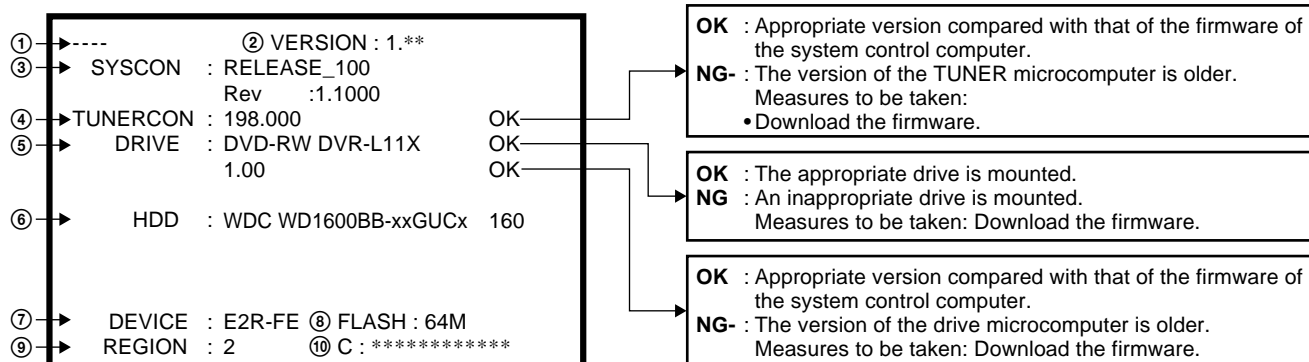 ① ---- ② VERSION : 1.**
③ SYSCON : RELEASE_100
Rev :1.1000
④ TUNERCON : 198.000 OK
⑤ DRIVE : DVD-RW DVR-L11X OK
1.00 OK
⑥ HDD : WDC WD1600BB-xxGUCx 160
⑦ DEVICE : E2R-FE ⑧ FLASH : 64M
⑨ REGION : 2 ⑩ C : ************
OK : Appropriate version compared with that of the firmware of
the system control computer.
NG- : The version of the TUNER microcomputer is older.
Measures to be taken:
•Download the firmware.
OK : The appropriate drive is mounted.
NG : An inappropriate drive is mounted.
Measures to be taken: Download the firmware.
OK : Appropriate version compared with that of the firmware of
the system control computer.
NG- : The version of the drive microcomputer is older.
Measures to be taken: Download the firmware.